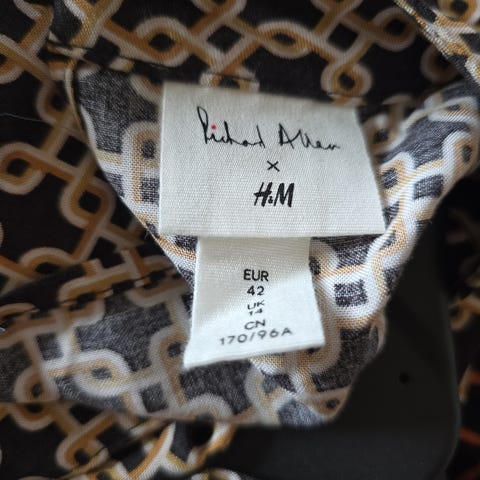 Richard Allan
×
H&M
EUR
42
UK
14
CN
170/96A